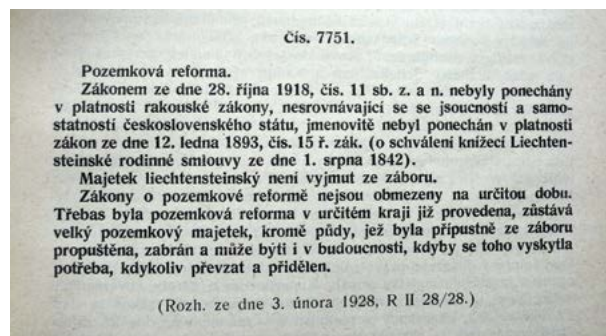 Čís. 7751.
Pozemková reforma.
Zákonem ze dne 28. října 1918, čís. 11 sb. z. a n. nebyly ponechány
v platnosti rakouské zákony, nesrovnávající se se jsoucností a samo-
statností československého státu, jmenovitě nebyl ponechán v platnosti
zákon ze dne 12. ledna 1893, čís. 15 ř. zák. (o schválení knížecí Liechten-
steinské rodinné smlouvy ze dne 1. srpna 1842).
Majetek liechtensteinský není vyjmut ze záboru.
Zákony o pozemkové reformě nejsou obmezeny na určitou dobu.
Třebas byla pozemková reforma v určitém kraji již provedena, zůstává
velký pozemkový majetek, kromě půdy, jež byla přípustně ze záboru
propuštěna, zabrán a může býti i v budoucnosti, kdyby se toho vyskytla
potřeba, kdykoliv převzat a přidělen.
(Rozh. ze dne 3. února 1928, R II 28/28.)